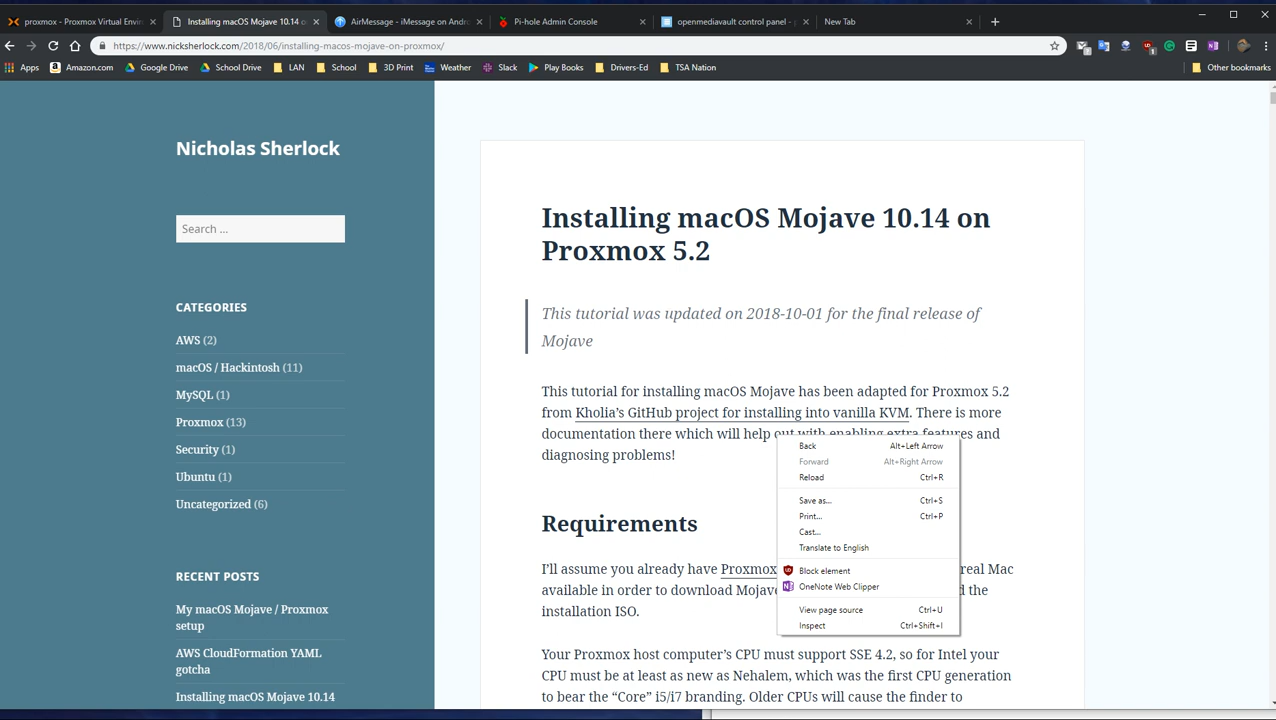 proxmox - Proxmox Virtual Envir
Installing macOS Mojave 10.14 o
AirMessage - iMessage on Andro
Pi-hole Admin Console
openmediavault control panel - p
New Tab
https://www.nicksherlock.com/2018/06/installing-macos-mojave-on-proxmox/
Apps
Amazon.com
Google Drive
School Drive
LAN
School
3D Print
Weather
Slack
Play Books
Drivers-Ed
TSA Nation
Other bookmarks
Nicholas Sherlock
Search ...
CATEGORIES
AWS (2)
macOS / Hackintosh (11)
MySQL (1)
Proxmox (13)
Security (1)
Ubuntu (1)
Uncategorized (6)
RECENT POSTS
My macOS Mojave / Proxmox
setup
AWS CloudFormation YAML
gotcha
Installing macOS Mojave 10.14
Installing macOS Mojave 10.14 on
Proxmox 5.2
This tutorial was updated on 2018-10-01 for the final release of
Mojave
This tutorial for installing macOS Mojave has been adapted for Proxmox 5.2
from Kholia’s GitHub project for installing into vanilla KVM. There is more
documentation there which will help out with enabling extra features and
diagnosing problems!
Requirements
I’ll assume you already have Proxmox real Mac
available in order to download Mojave d the
installation ISO.
Your Proxmox host computer’s CPU must support SSE 4.2, so for Intel your
CPU must be at least as new as Nehalem, which was the first CPU generation
to bear the “Core” i5/i7 branding. Older CPUs will cause the finder to
Back Alt+Left Arrow
Forward Alt+Right Arrow
Reload Ctrl+R
Save as... Ctrl+S
Print... Ctrl+P
Cast...
Translate to English
Block element
OneNote Web Clipper
View page source Ctrl+U
Inspect Ctrl+Shift+I